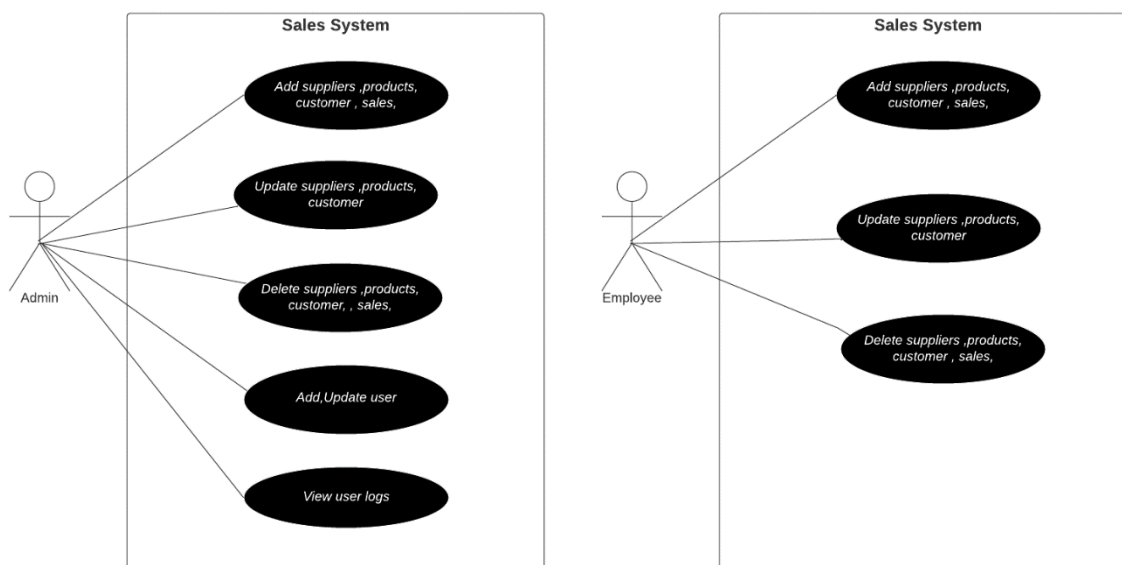 Sales System
Add suppliers ,products,
customer , sales,
Update suppliers ,products,
customer
Admin
Delete suppliers ,products,
customer, , sales,
Add,Update user
View user logs
Sales System
Add suppliers ,products,
customer , sales,
Update suppliers ,products,
customer
Employee
Delete suppliers ,products,
customer , sales,